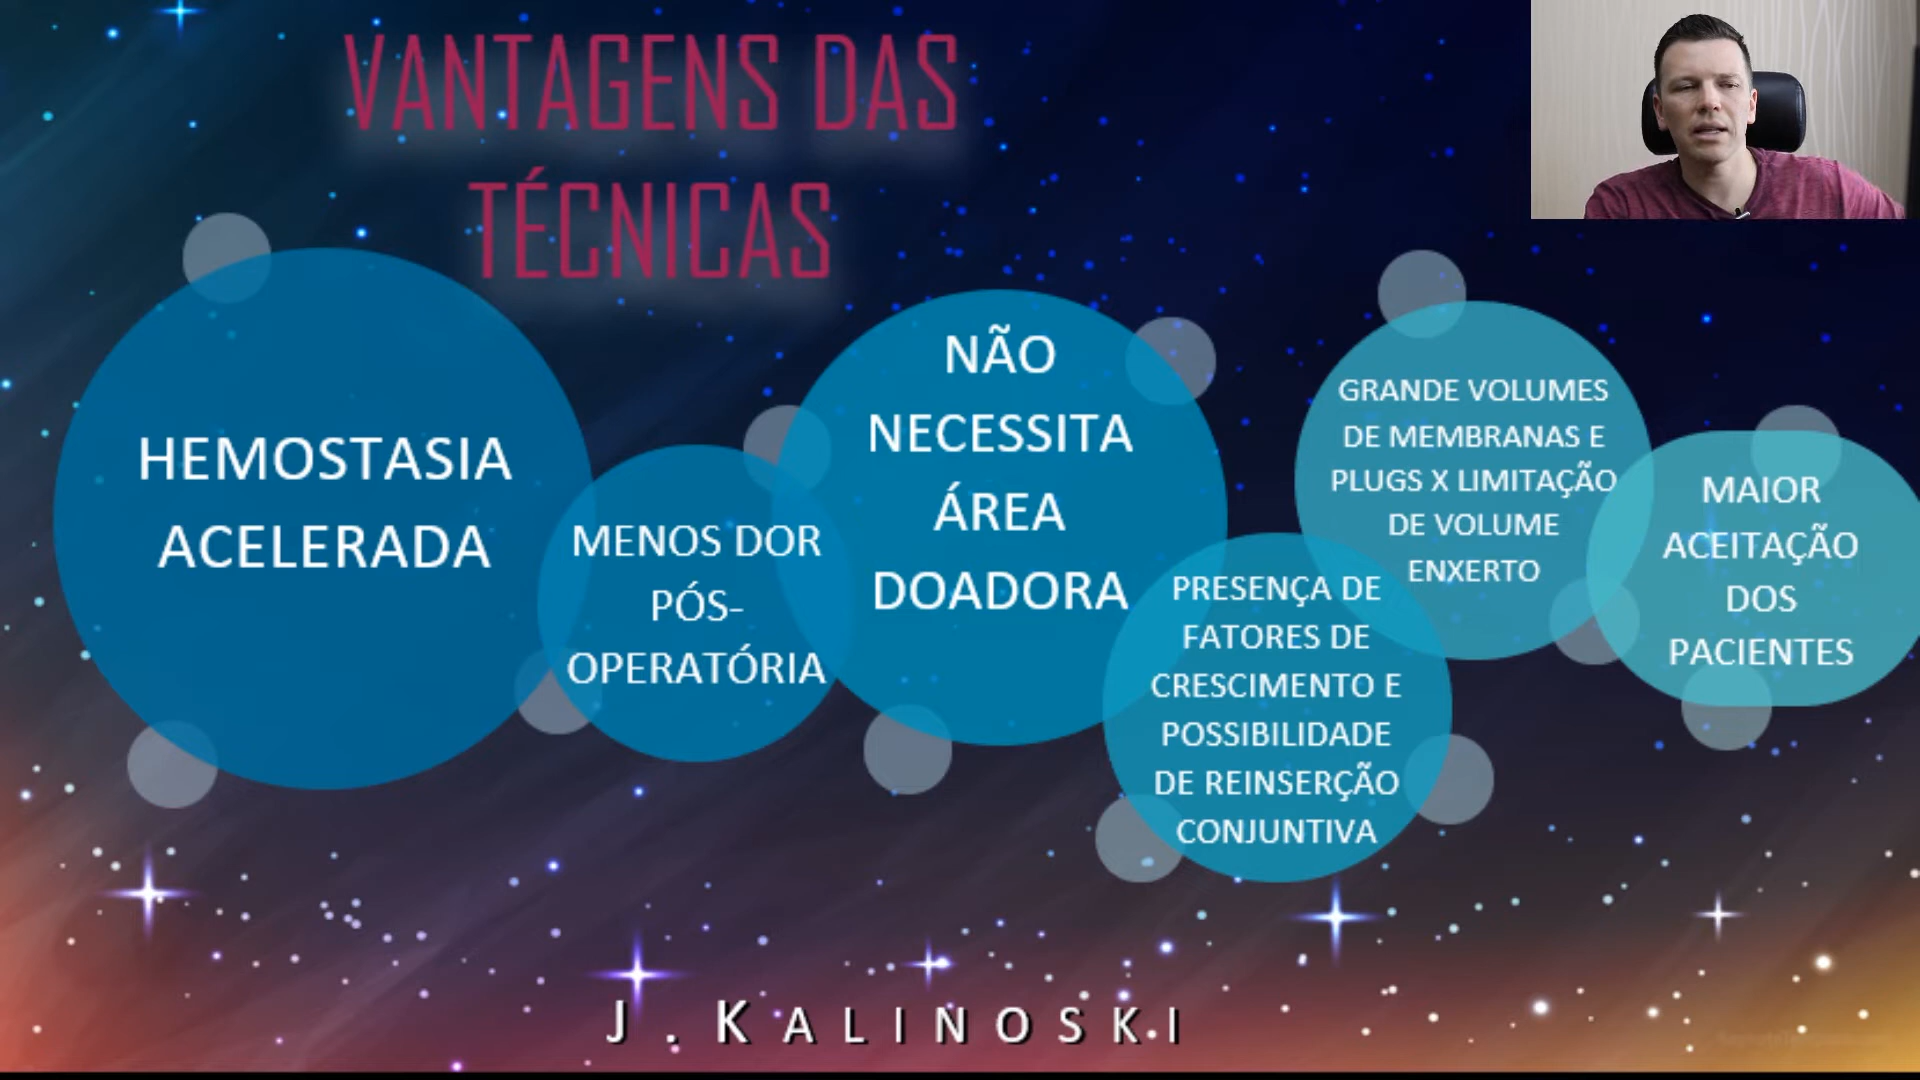 VANTAGENS DAS
TÉCNICAS
HEMOSTASIA
ACELERADA
MENOS DOR
PÓS-
OPERATÓRIA
NÃO
NECESSITA
ÁREA
DOADORA
PRESENÇA DE
FATORES DE
CRESCIMENTO E
POSSIBILIDADE
DE REINSERÇÃO
CONJUNTIVA
GRANDE VOLUMES
DE MEMBRANAS E
PLUGS X LIMITAÇÃO
DE VOLUME
ENXERTO
MAIOR
ACEITAÇÃO
DOS
PACIENTES
J. KALINOSKI